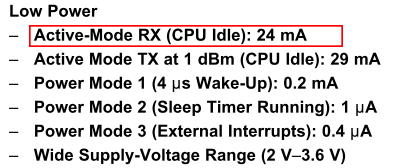 Low Power
– Active-Mode RX (CPU Idle): 24 mA
– Active Mode TX at 1 dBm (CPU Idle): 29 mA
– Power Mode 1 (4 μs Wake-Up): 0.2 mA
– Power Mode 2 (Sleep Timer Running): 1 μA
– Power Mode 3 (External Interrupts): 0.4 μA
– Wide Supply-Voltage Range (2 V–3.6 V)